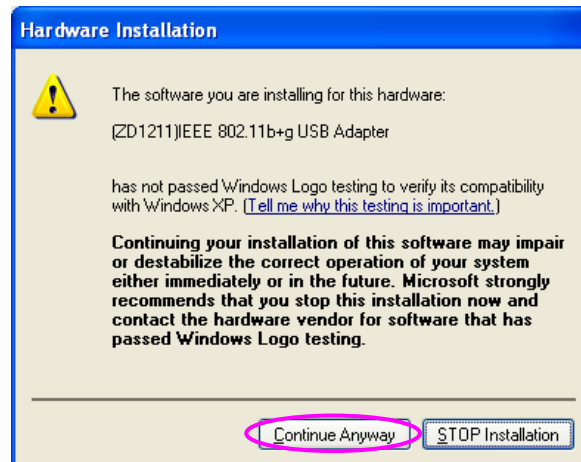 Hardware Installation
The software you are installing for this hardware:
(ZD1211)IEEE 802.11b+g USB Adapter
has not passed Windows Logo testing to verify its compatibility
with Windows XP. (Tell me why this testing is important.)
Continuing your installation of this software may impair
or destabilize the correct operation of your system
either immediately or in the future. Microsoft strongly
recommends that you stop this installation now and
contact the hardware vendor for software that has
passed Windows Logo testing.
Continue Anyway
STOP Installation